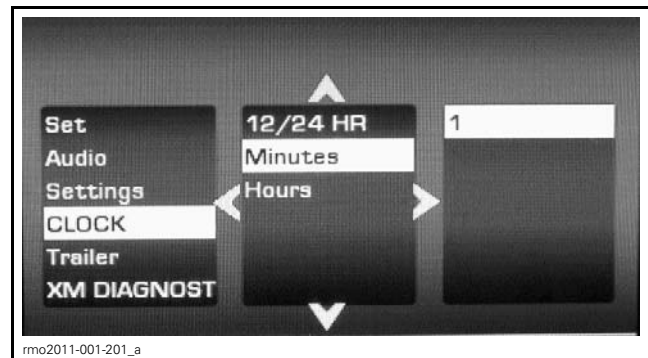 Set
Audio
Settings
CLOCK
Trailer
XM DIAGNOST
12/24 HR
Minutes
Hours
1
rmo2011-001-201_a